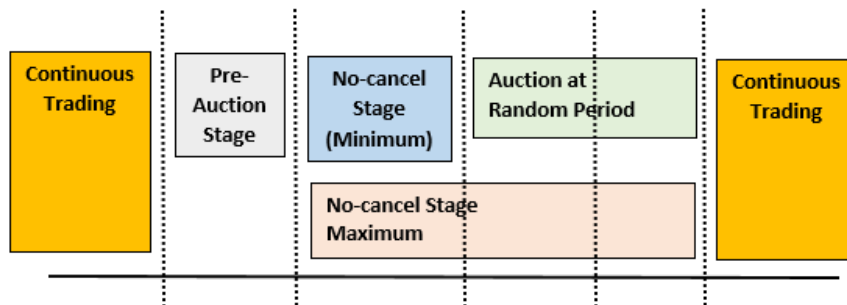 Continuous
Trading
Pre-
Auction
Stage
No-cancel
Stage
(Minimum)
Auction at
Random Period
Continuous
Trading
No-cancel Stage
Maximum